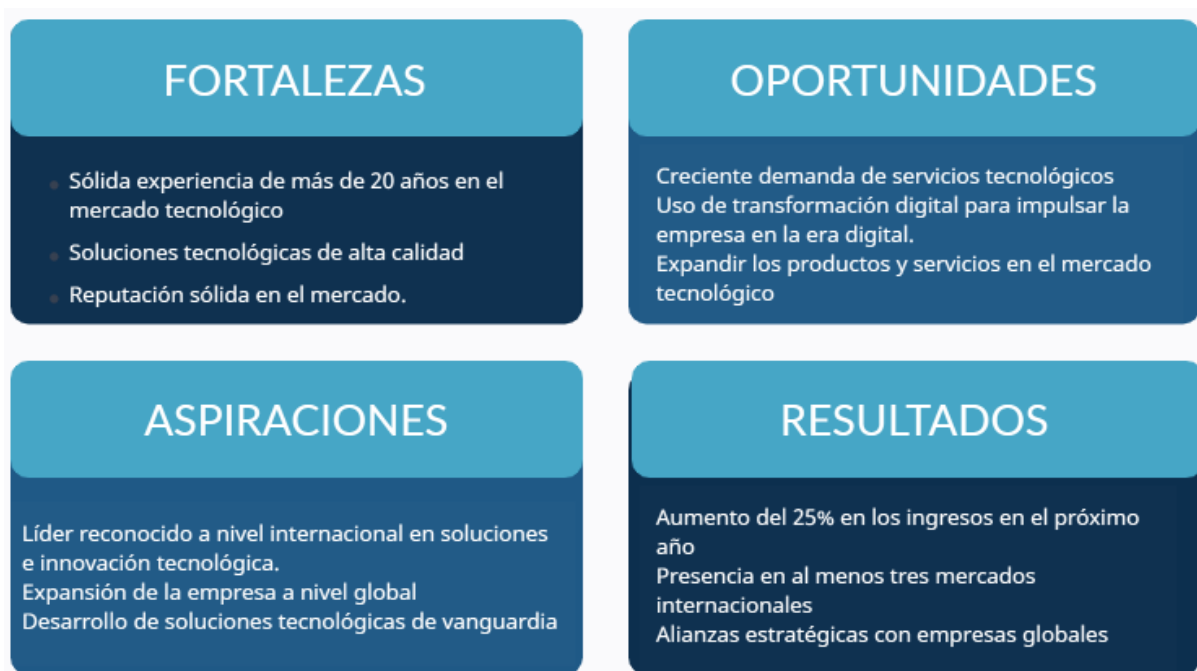 FORTALEZAS
Sólida experiencia de más de 20 años en el
mercado tecnológico
Soluciones tecnológicas de alta calidad
Reputación sólida en el mercado.
OPORTUNIDADES
Creciente demanda de servicios tecnológicos
Uso de transformación digital para impulsar la
empresa en la era digital.
Expandir los productos y servicios en el mercado
tecnológico
ASPIRACIONES
Líder reconocido a nivel internacional en soluciones
e innovación tecnológica.
Expansión de la empresa a nivel global
Desarrollo de soluciones tecnológicas de vanguardia
RESULTADOS
Aumento del 25% en los ingresos en el próximo
año
Presencia en al menos tres mercados
internacionales
Alianzas estratégicas con empresas globales